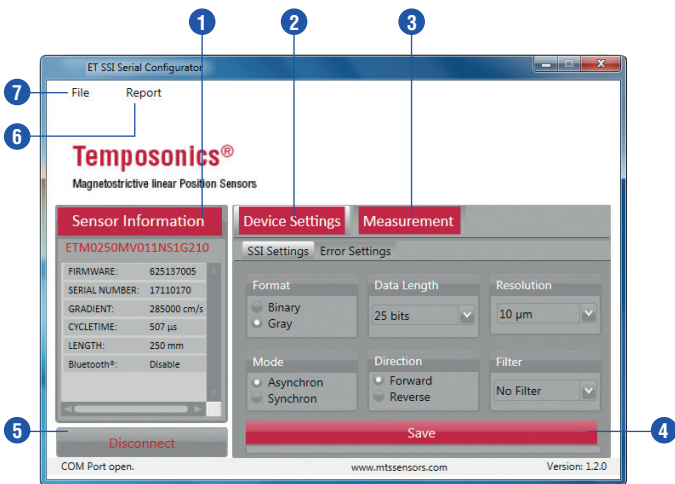 1
2
3
ET SSI Serial Configurator
7
File Report
6
Temposonics®
Magnetostrictive linear Position Sensors
Sensor Information
ETM0250MV011NS1G210
FIRMWARE: 625137005
SERIAL NUMBER: 17110170
GRADIENT: 285000 cm/s
CYCLETIME: 507 µs
LENGTH: 250 mm
Bluetooth®: Disable
Device Settings Measurement
SSI Settings Error Settings
Format
Binary
Gray
Data Length
25 bits
Resolution
10 µm
Mode
Asynchron
Synchron
Direction
Forward
Reverse
Filter
No Filter
5
Disconnect
Save
4
COM Port open.
www.mtssensors.com
Version: 1.2.0